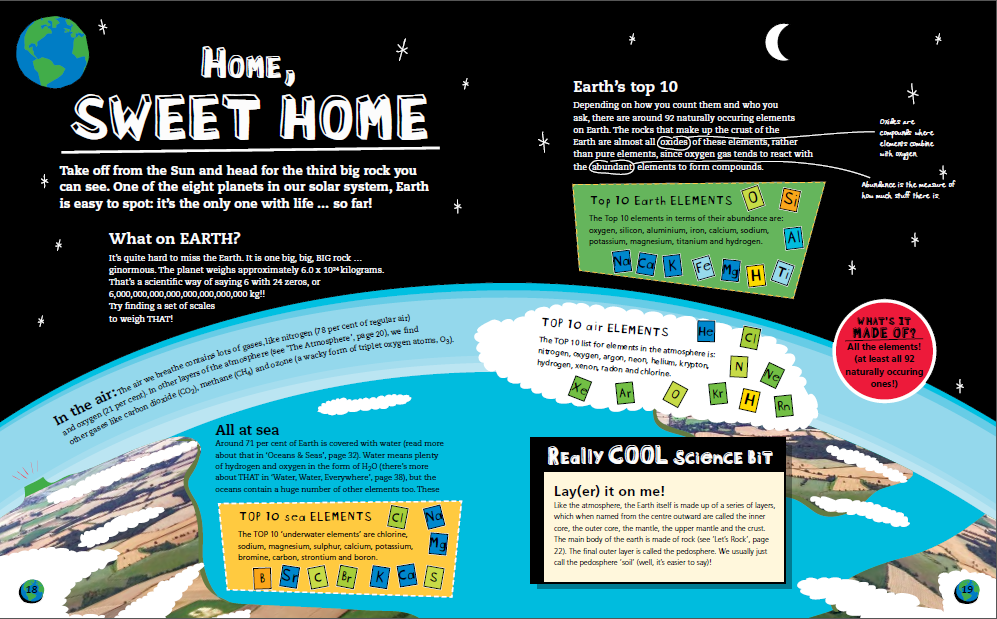 HOME,
SWEET HOME
Take off from the Sun and head for the third big rock you
can see. One of the eight planets in our solar system, Earth
is easy to spot: it's the only one with life ... so far!
What on EARTH?
It's quite hard to miss the Earth. It is one big, big, BIG rock ...
ginormous. The planet weighs approximately 6.0 x 10²⁴ kilograms.
That's a scientific way of saying 6 with 24 zeros, or
6,000,000,000,000,000,000,000,000 kg!!
Try finding a set of scales
to weigh THAT!
In the air: The air we breathe contains lots of gases, like nitrogen (78 per cent of regular air)
and oxygen (21 per cent). In other layers of the atmosphere (see 'The Atmosphere', page 20), we find
other gases like carbon dioxide (CO₂), methane (CH₄) and ozone (a wacky form of triplet oxygen atoms, O₃).
All at sea
Around 71 per cent of Earth is covered with water (read more
about that in 'Oceans & Seas', page 32). Water means plenty
of hydrogen and oxygen in the form of H₂O (there's more
about THAT in 'Water, Water, Everywhere', page 38), but the
oceans contain a huge number of other elements too. These
TOP 10 sea ELEMENTS
Cl
Na
The TOP 10 'underwater elements' are chlorine,
sodium, magnesium, sulphur, calcium, potassium,
bromine, carbon, strontium and boron.
Mg
B Sr C Br K Ca S
18
Earth's top 10
Depending on how you count them and who you
ask, there are around 92 naturally occuring elements
on Earth. The rocks that make up the crust of the
Earth are almost all oxides of these elements, rather
than pure elements, since oxygen gas tends to react with
the abundant elements to form compounds.
Oxides are
compounds where
elements combine
with oxygen.
Abundance is the measure of
how much stuff there is.
Top 10 Earth ELEMENTS
O
Si
The Top 10 elements in terms of their abundance are:
oxygen, silicon, aluminium, iron, calcium, sodium,
potassium, magnesium, titanium and hydrogen.
Al
Na Ca K Fe Mg H Ti
TOP 10 air ELEMENTS
He
Cl
The TOP 10 list for elements in the atmosphere is:
nitrogen, oxygen, argon, neon, helium, krypton,
hydrogen, xenon, radon and chlorine.
N
Ne
Xe Ar O Kr H Rn
WHAT'S IT
MADE OF?
All the elements!
(at least all 92
naturally occuring
ones!)
Really COOL Science BiT
Lay(er) it on me!
Like the atmosphere, the Earth itself is made up of a series of layers,
which when named from the centre outward are called the inner
core, the outer core, the mantle, the upper mantle and the crust.
The main body of the earth is made of rock (see 'Let's Rock', page
22). The final outer layer is called the pedosphere. We usually just
call the pedosphere 'soil' (well, it's easier to say)!
19